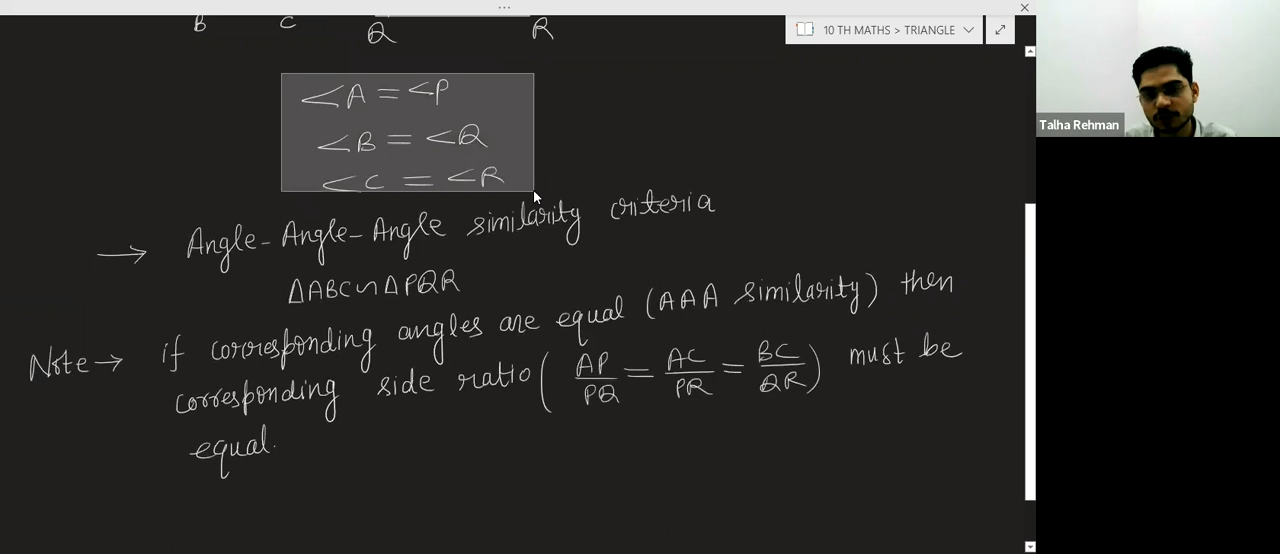 B C Q R
10 TH MATHS > TRIANGLE
<A = <P
<B = <Q
<C = <R
Talha Rehman
→ Angle-Angle-Angle similarity criteria
ΔABC ∽ ΔPQR
Note → if corresponding angles are equal (AAA similarity) then
corresponding side ratio ( AP/PQ = AC/PR = BC/QR ) must be
equal.